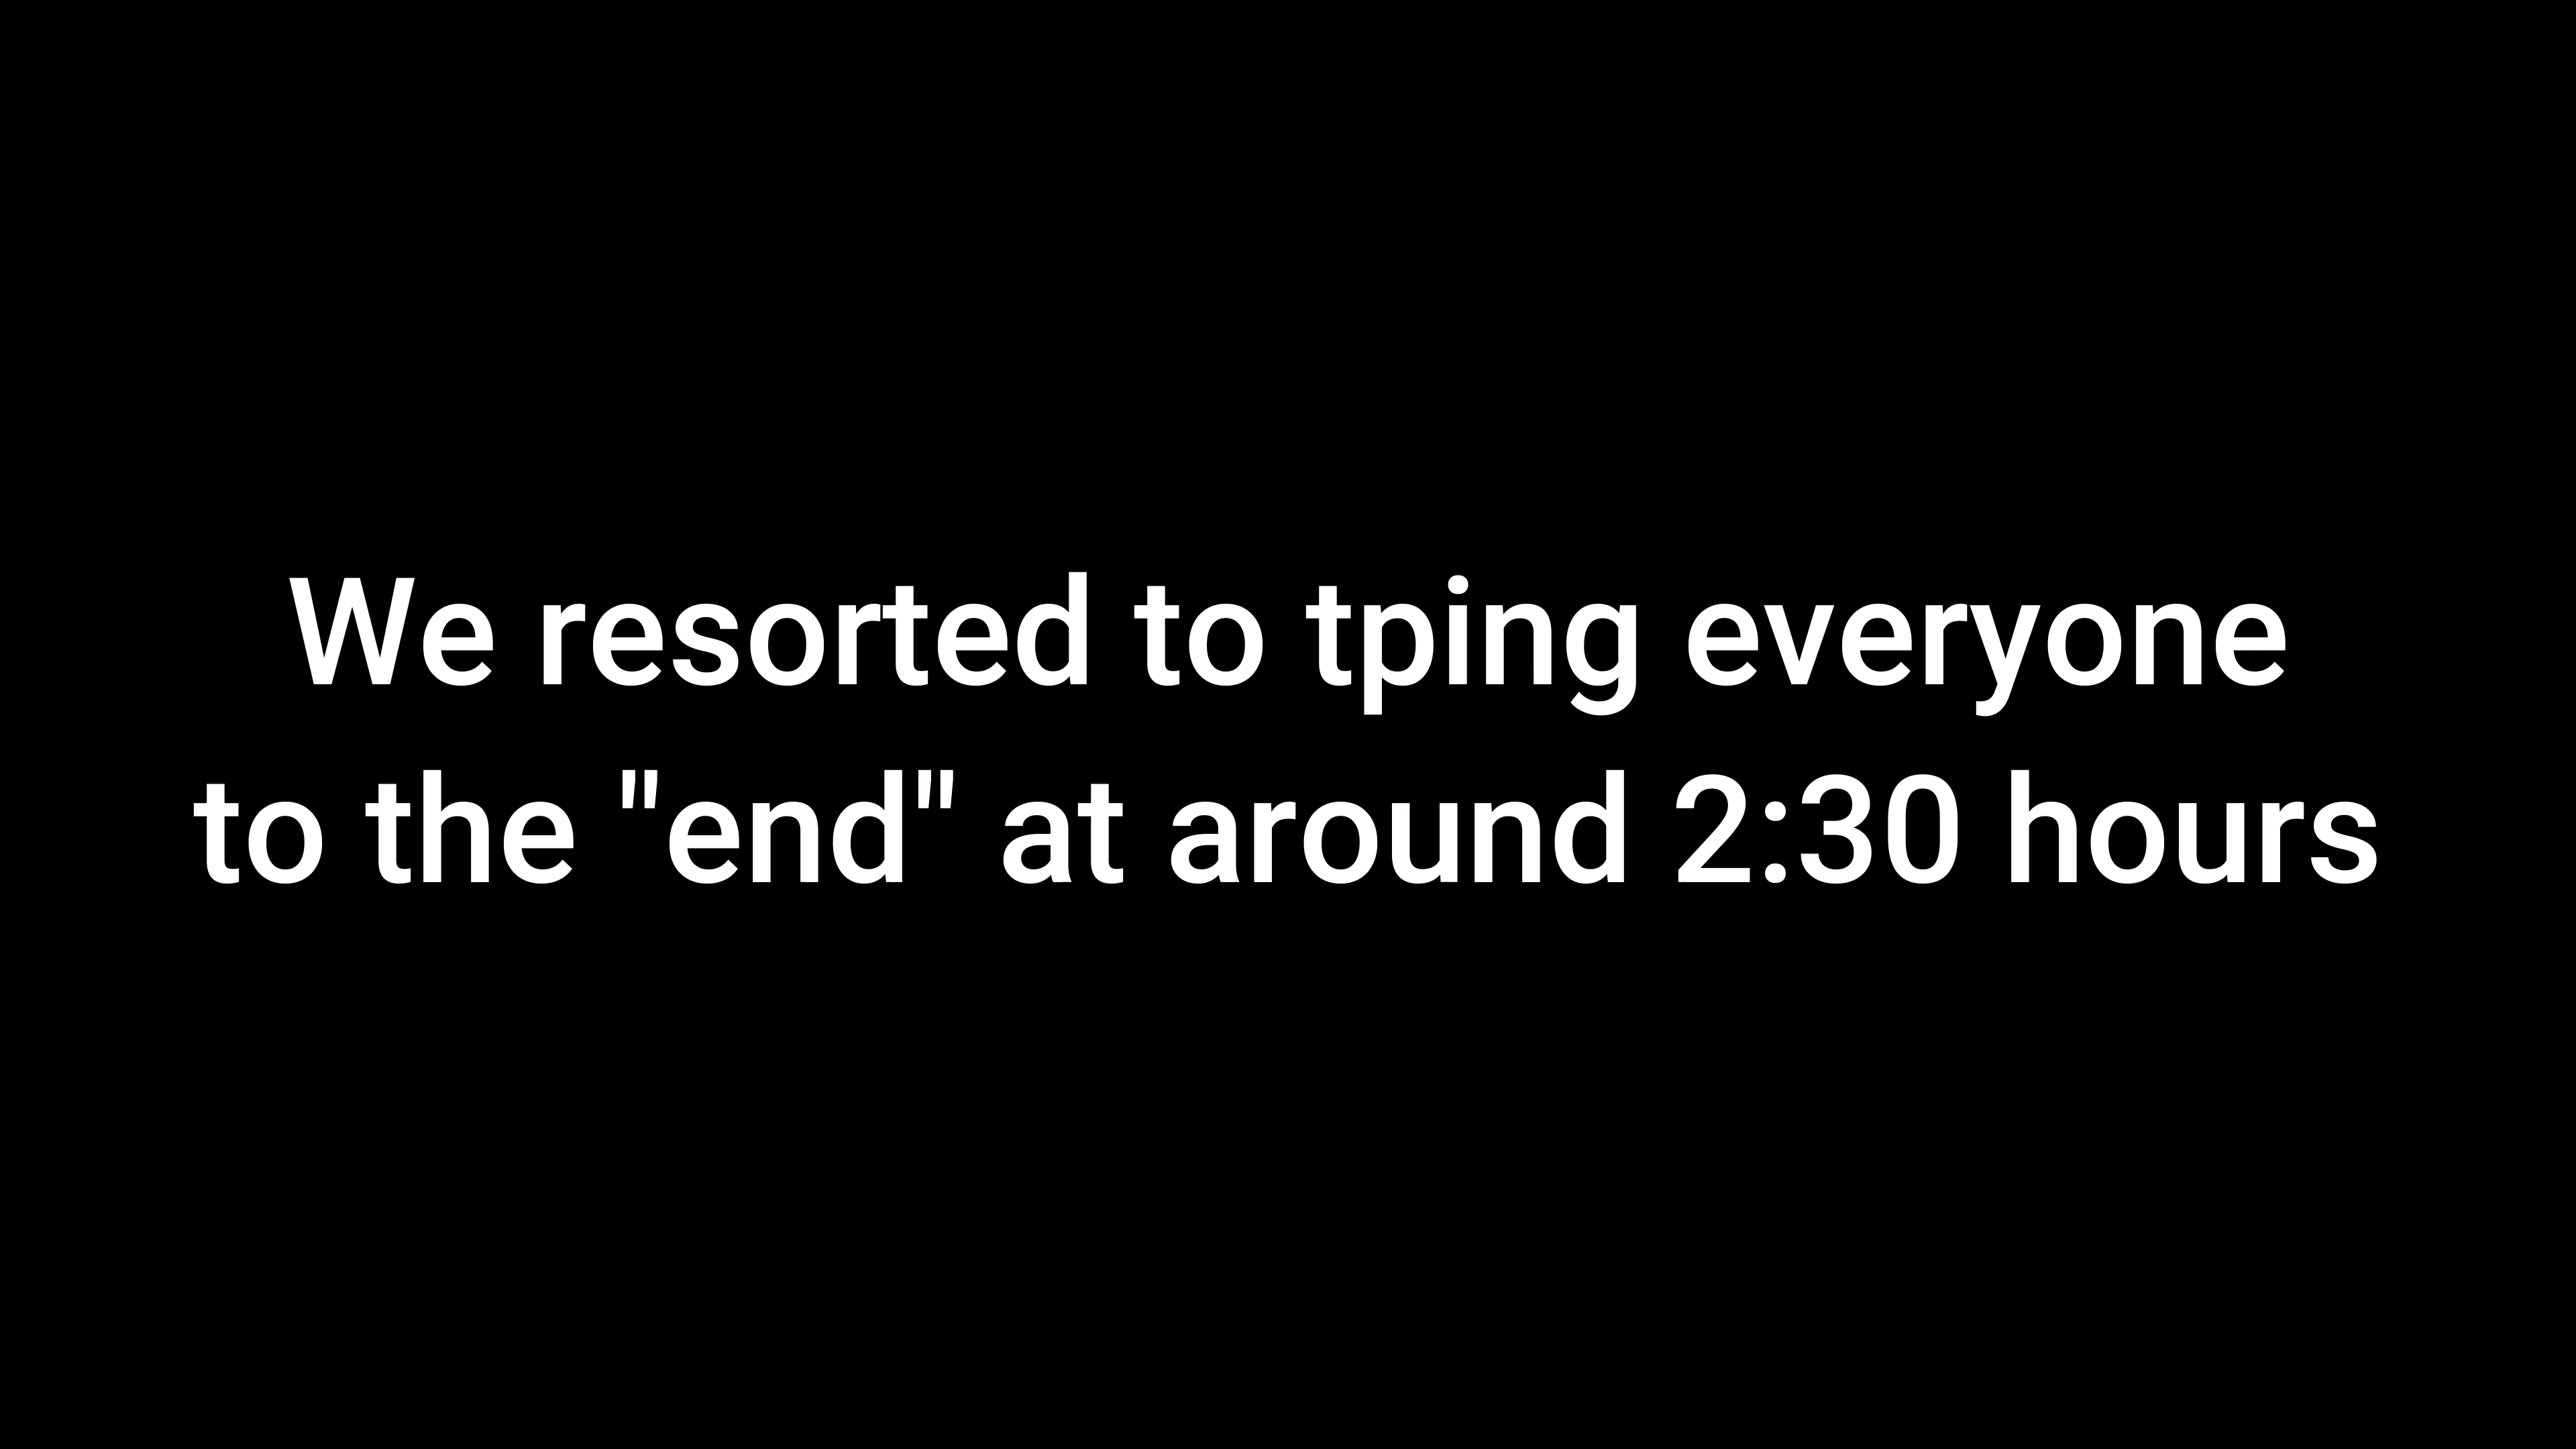 We resorted to tping everyone
to the "end" at around 2:30 hours